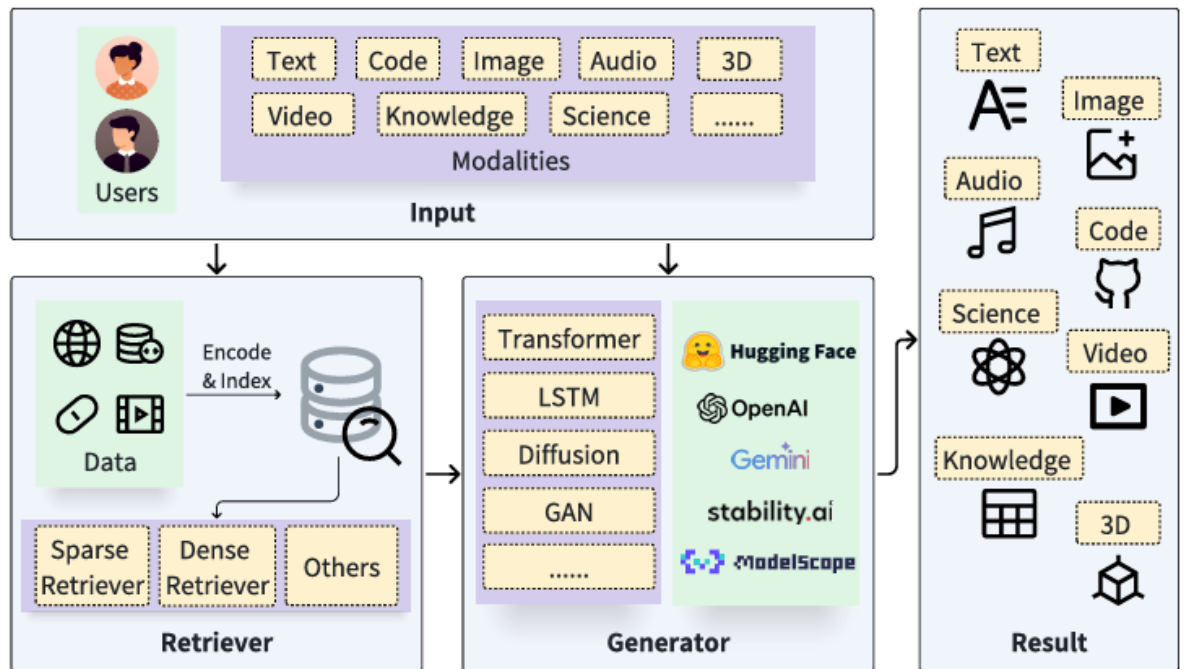 Text Code Image Audio 3D
Video Knowledge Science ......
Modalities
Users
Input
Encode
& Index
Data
Sparse
Retriever
Dense
Retriever
Others
Retriever
Transformer
LSTM
Diffusion
GAN
......
Hugging Face
OpenAI
Gemini
stability.ai
ModelScope
Generator
Text
Image
Audio
Code
Science
Video
Knowledge
3D
Result